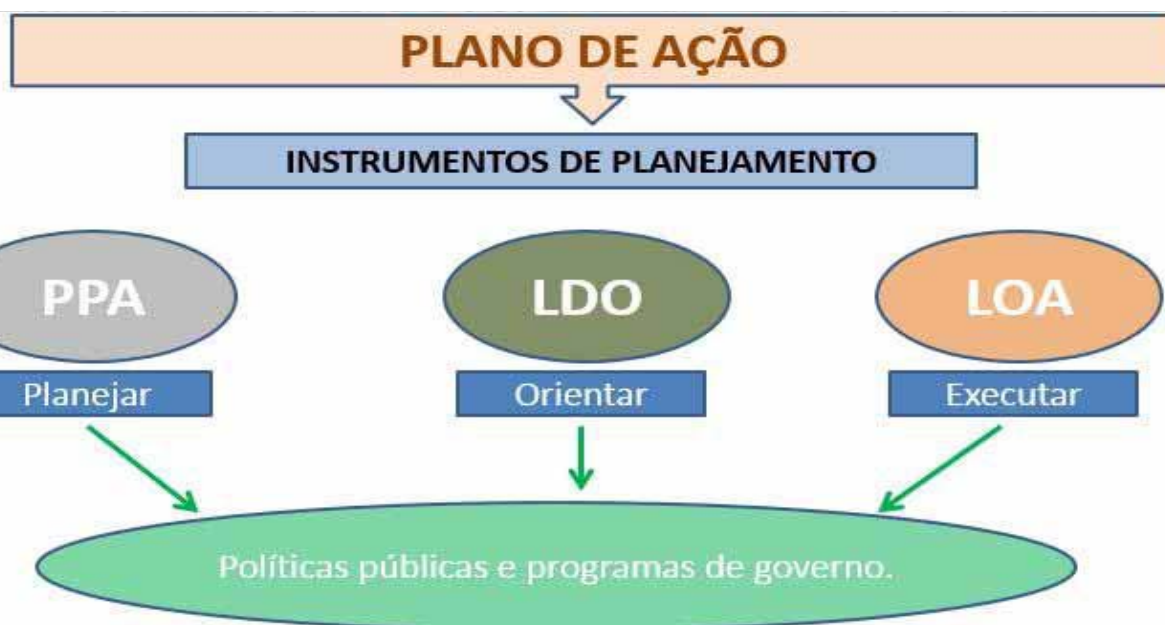 PLANO DE AÇÃO
INSTRUMENTOS DE PLANEJAMENTO
PPA
LDO
LOA
Planejar
Orientar
Executar
Políticas públicas e programas de governo.